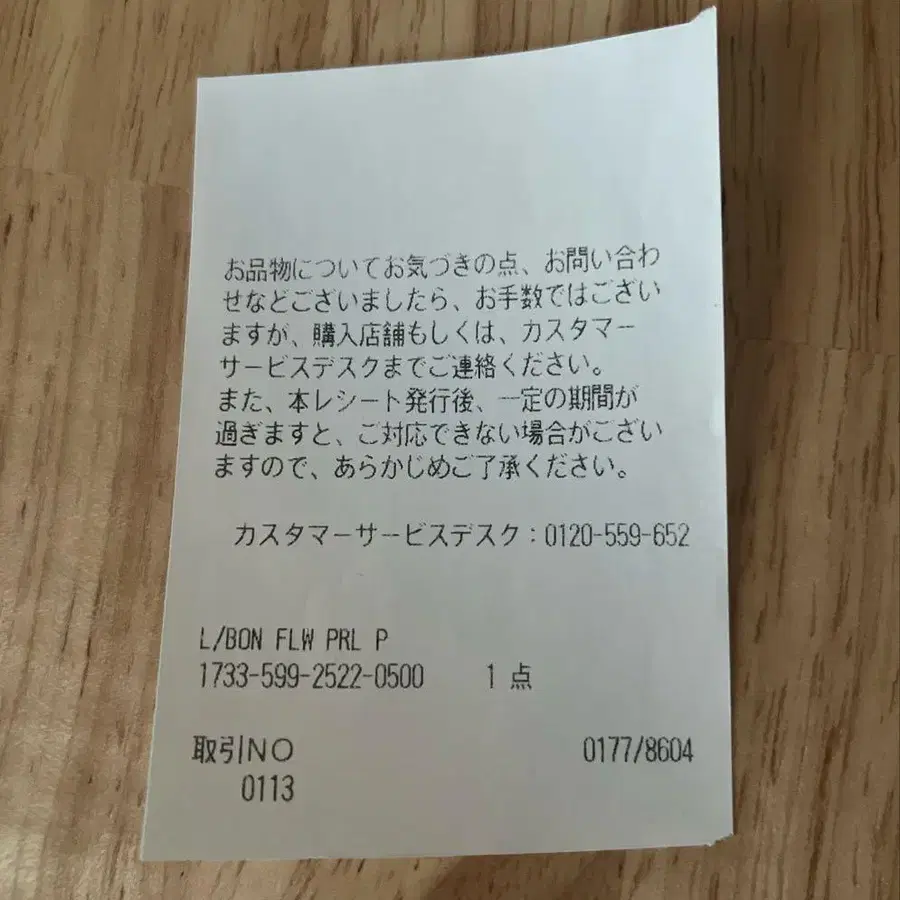 お品物についてお気づきの点、お問い合わ
せなどございましたら、お手数ではござい
ますが、購入店舗もしくは、カスタマー
サービスデスクまでご連絡ください。
また、本レシート発行後、一定の期間が
過ぎますと、ご対応できない場合がござい
ますので、あらかじめご了承ください。
カスタマーサービスデスク：0120-559-652
L/BON FLW PRL P
1733-599-2522-0500 1 点
取引NO 0177/8604
0113